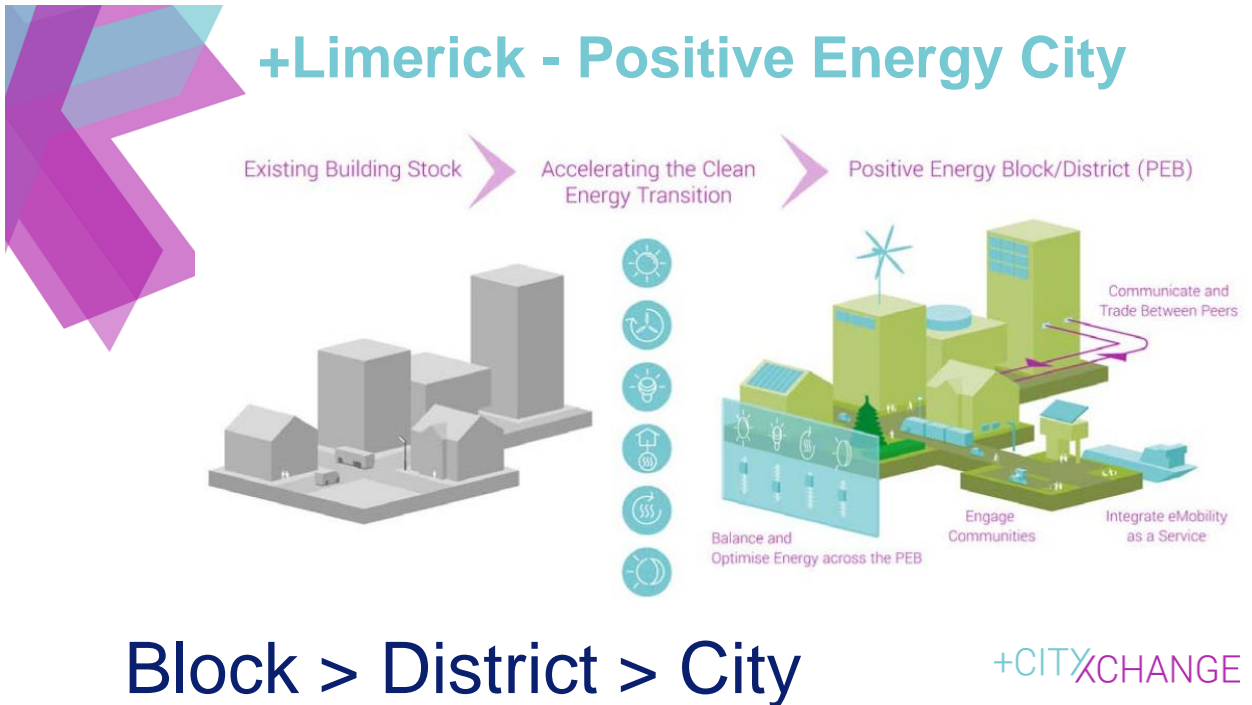 +Limerick - Positive Energy City
Existing Building Stock
Accelerating the Clean
Energy Transition
Positive Energy Block/District (PEB)
Communicate and
Trade Between Peers
Balance and
Optimise Energy across the PEB
Engage
Communities
Integrate eMobility
as a Service
Block > District > City
+CITYXCHANGE